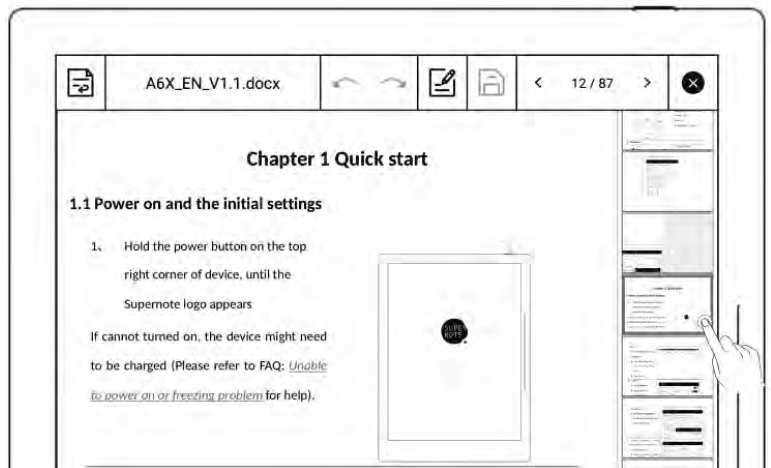 A6X_EN_V1.1.docx
12 / 87
Chapter 1 Quick start
1.1 Power on and the initial settings
1、 Hold the power button on the top
right corner of device, until the
Supernote logo appears
If cannot turned on, the device might need
to be charged (Please refer to FAQ: Unable
to power on or freezing problem for help).
SUPE
NOTE